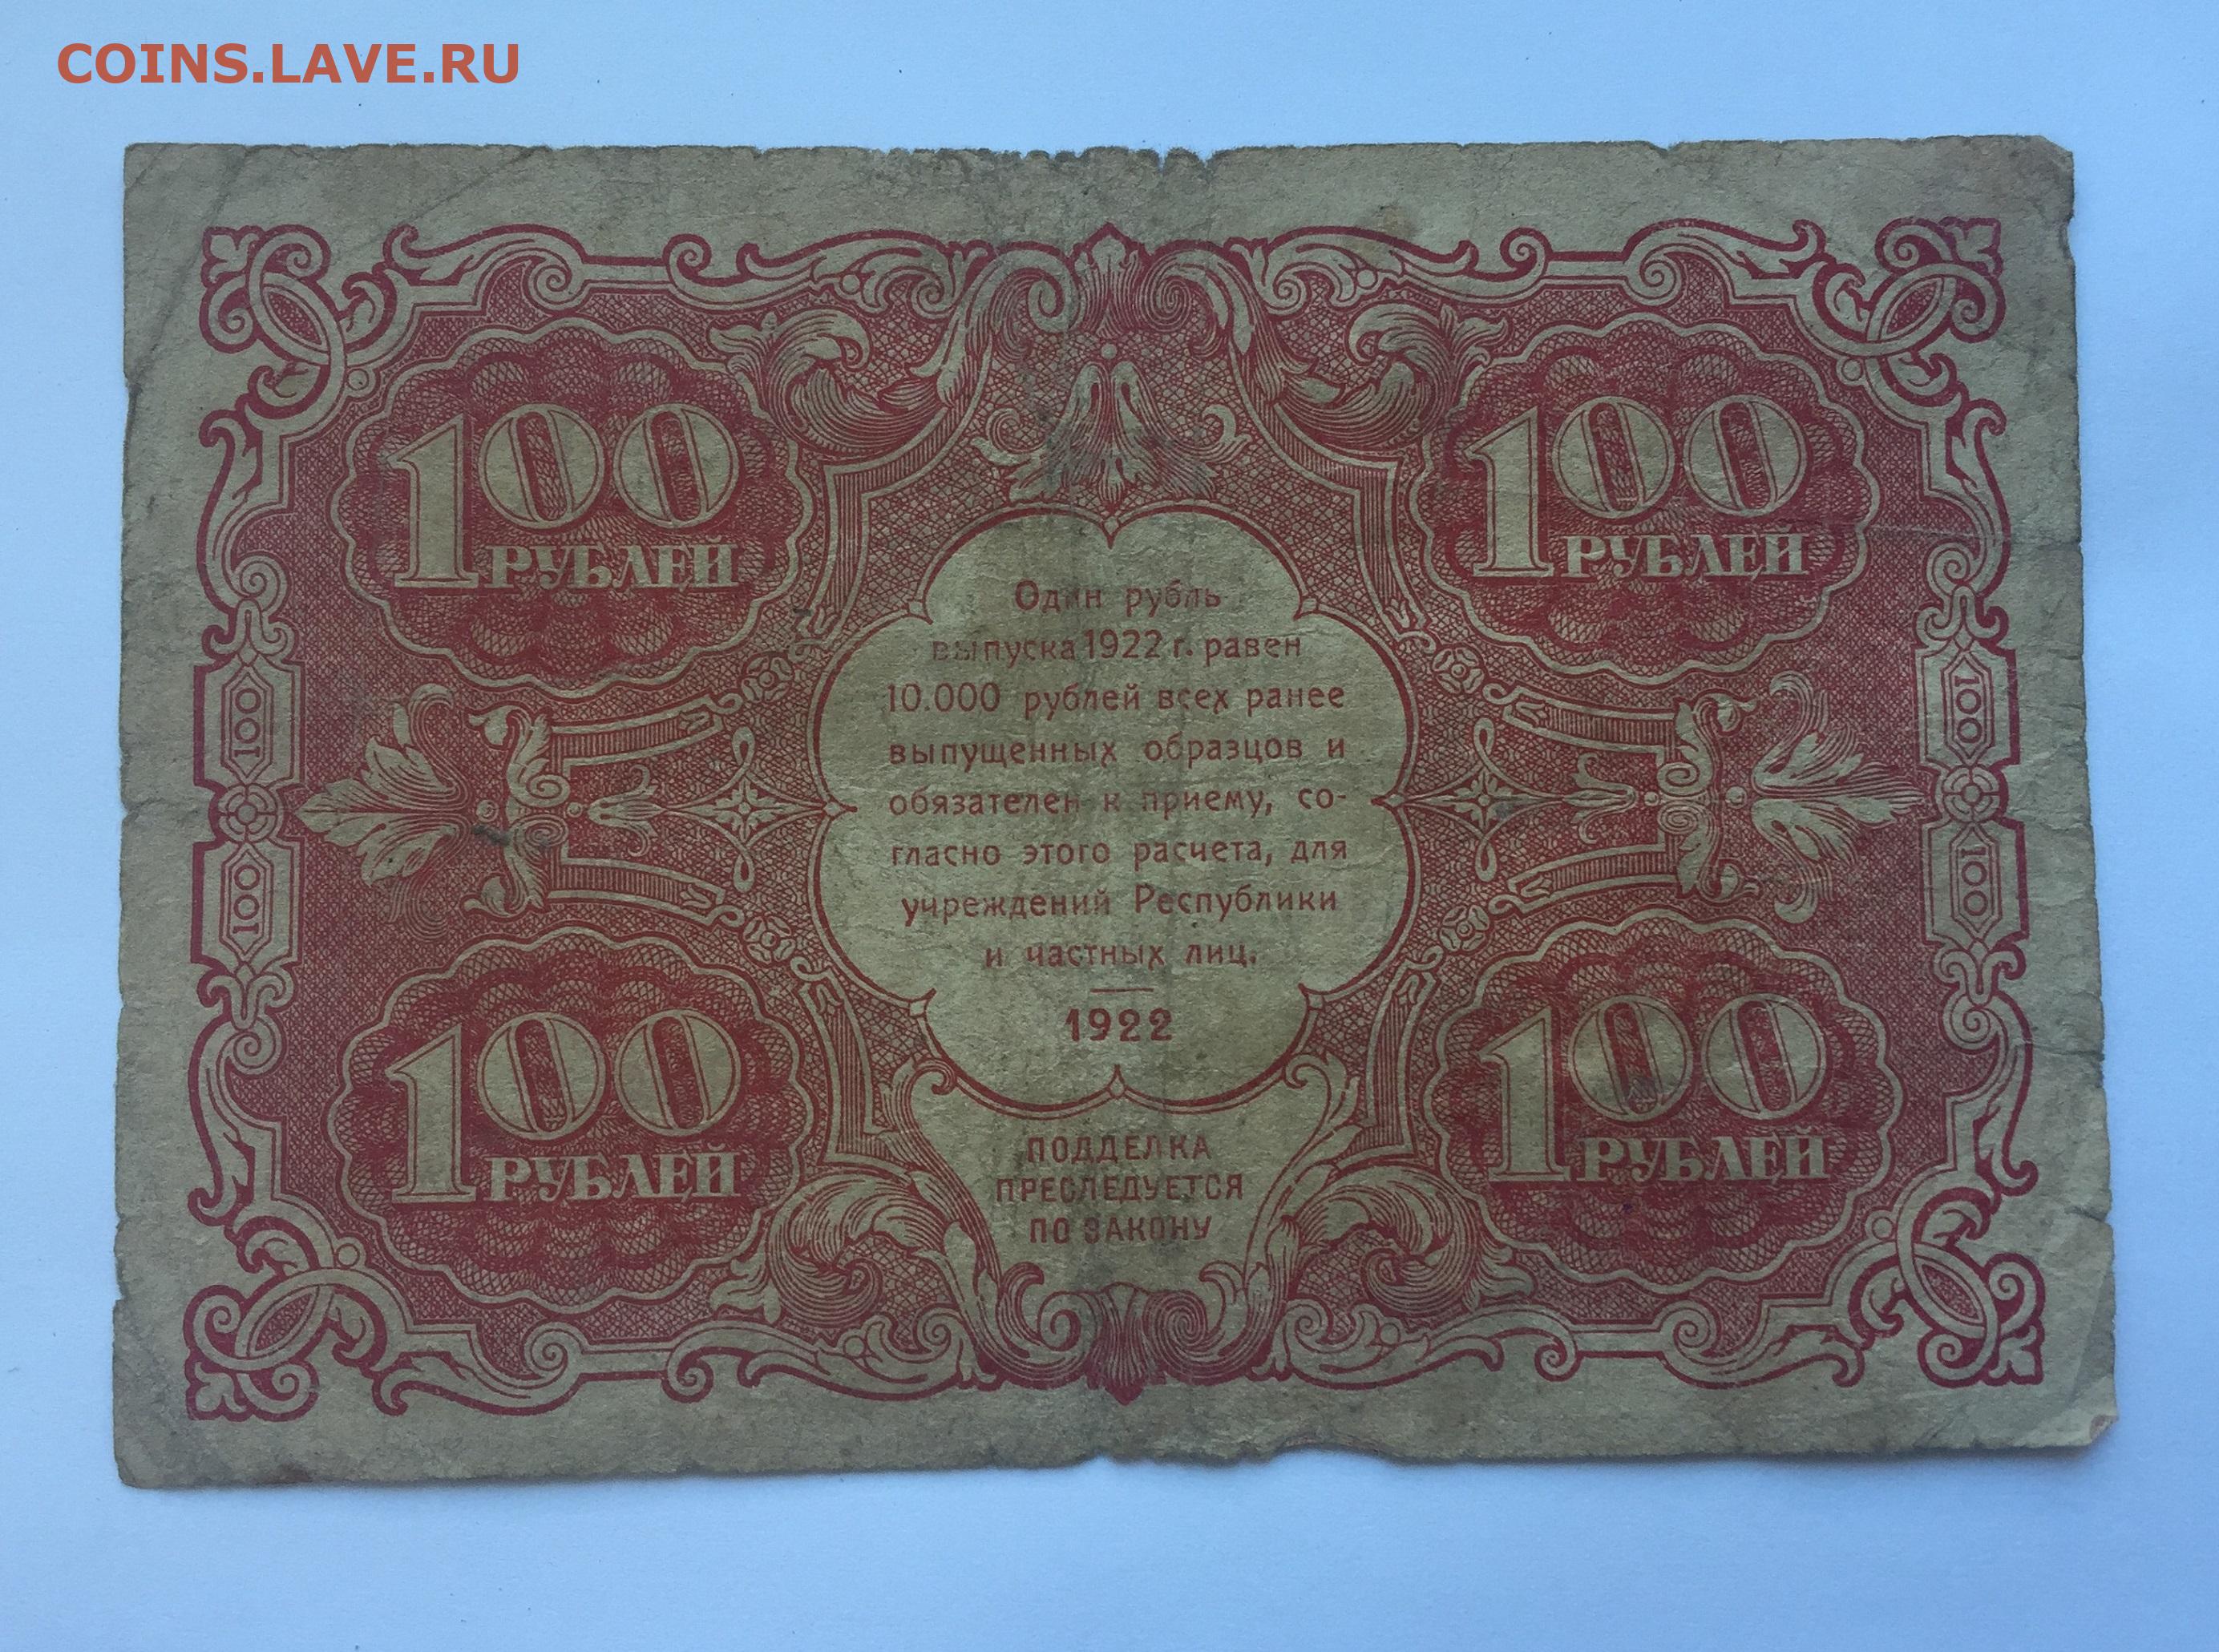 COINS.LAVE.RU
100
РУБЛЕЙ
100
РУБЛЕЙ
Один рубль
выпуска 1922 г. равен
10.000 рублей всех ранее
выпущенных образцов и
обязателен к приему, со-
гласно этого расчета, для
учреждений Республики
и частных лиц.
1922
100
100
100
100
100
РУБЛЕЙ
100
РУБЛЕЙ
ПОДДЕЛКА
ПРЕСЛЕДУЕТСЯ
ПО ЗАКОНУ